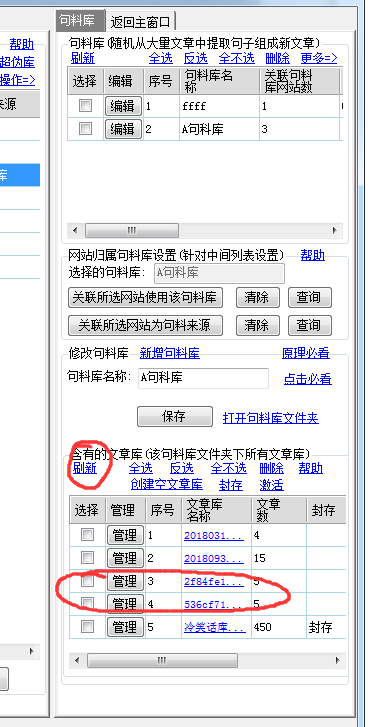 句料库 返回主窗口
帮助
超伪库
操作=>
来源
库
句料库(随机从大量文章中提取句子组成新文章)
刷新 全选 反选 全不选 删除 更多=>
选择 编辑 序号 句料库名称 关联句料库网站数
编辑 1 ffff 1
编辑 2 A句料库 3
网站归属句料库设置(针对中间列表设置) 帮助
选择的句料库: A句料库
关联所选网站使用该句料库 清除 查询
关联所选网站为句料来源 清除 查询
修改句料库 新增句料库 原理必看
句料库名称: A句料库 点击必看
保存 打开句料库文件夹
含有的文章库(该句料库文件夹下所有文章库)
刷新 全选 反选 全不选 删除 帮助
创建空文章库 封存 激活
选择 管理 序号 文章库名称 文章数 封存
管理 1 2018031... 4
管理 2 2018093... 15
管理 3 2f84fe1... 5
管理 4 536cf71... 5
管理 5 冷笑话库... 450 封存